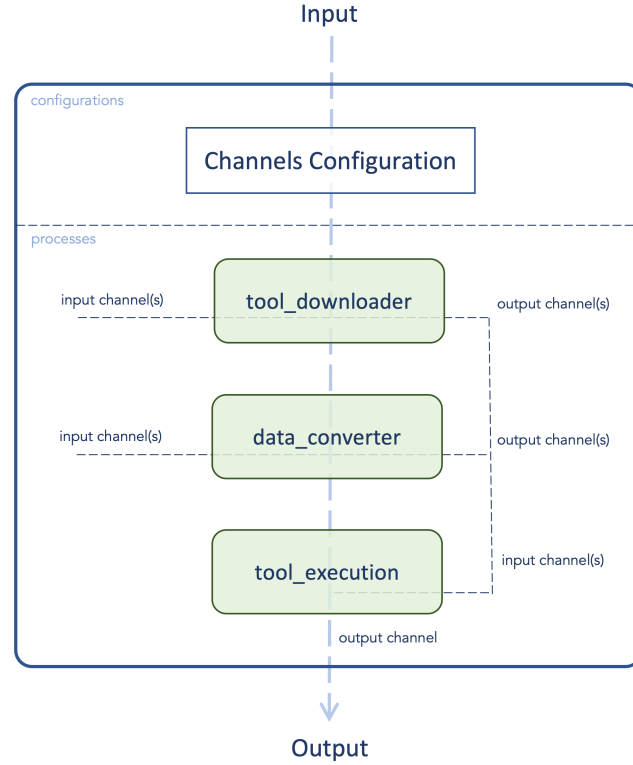 Input
configurations
Channels Configuration
processes
input channel(s)
tool_downloader
output channel(s)
input channel(s)
data_converter
output channel(s)
tool_execution
input channel(s)
output channel
Output